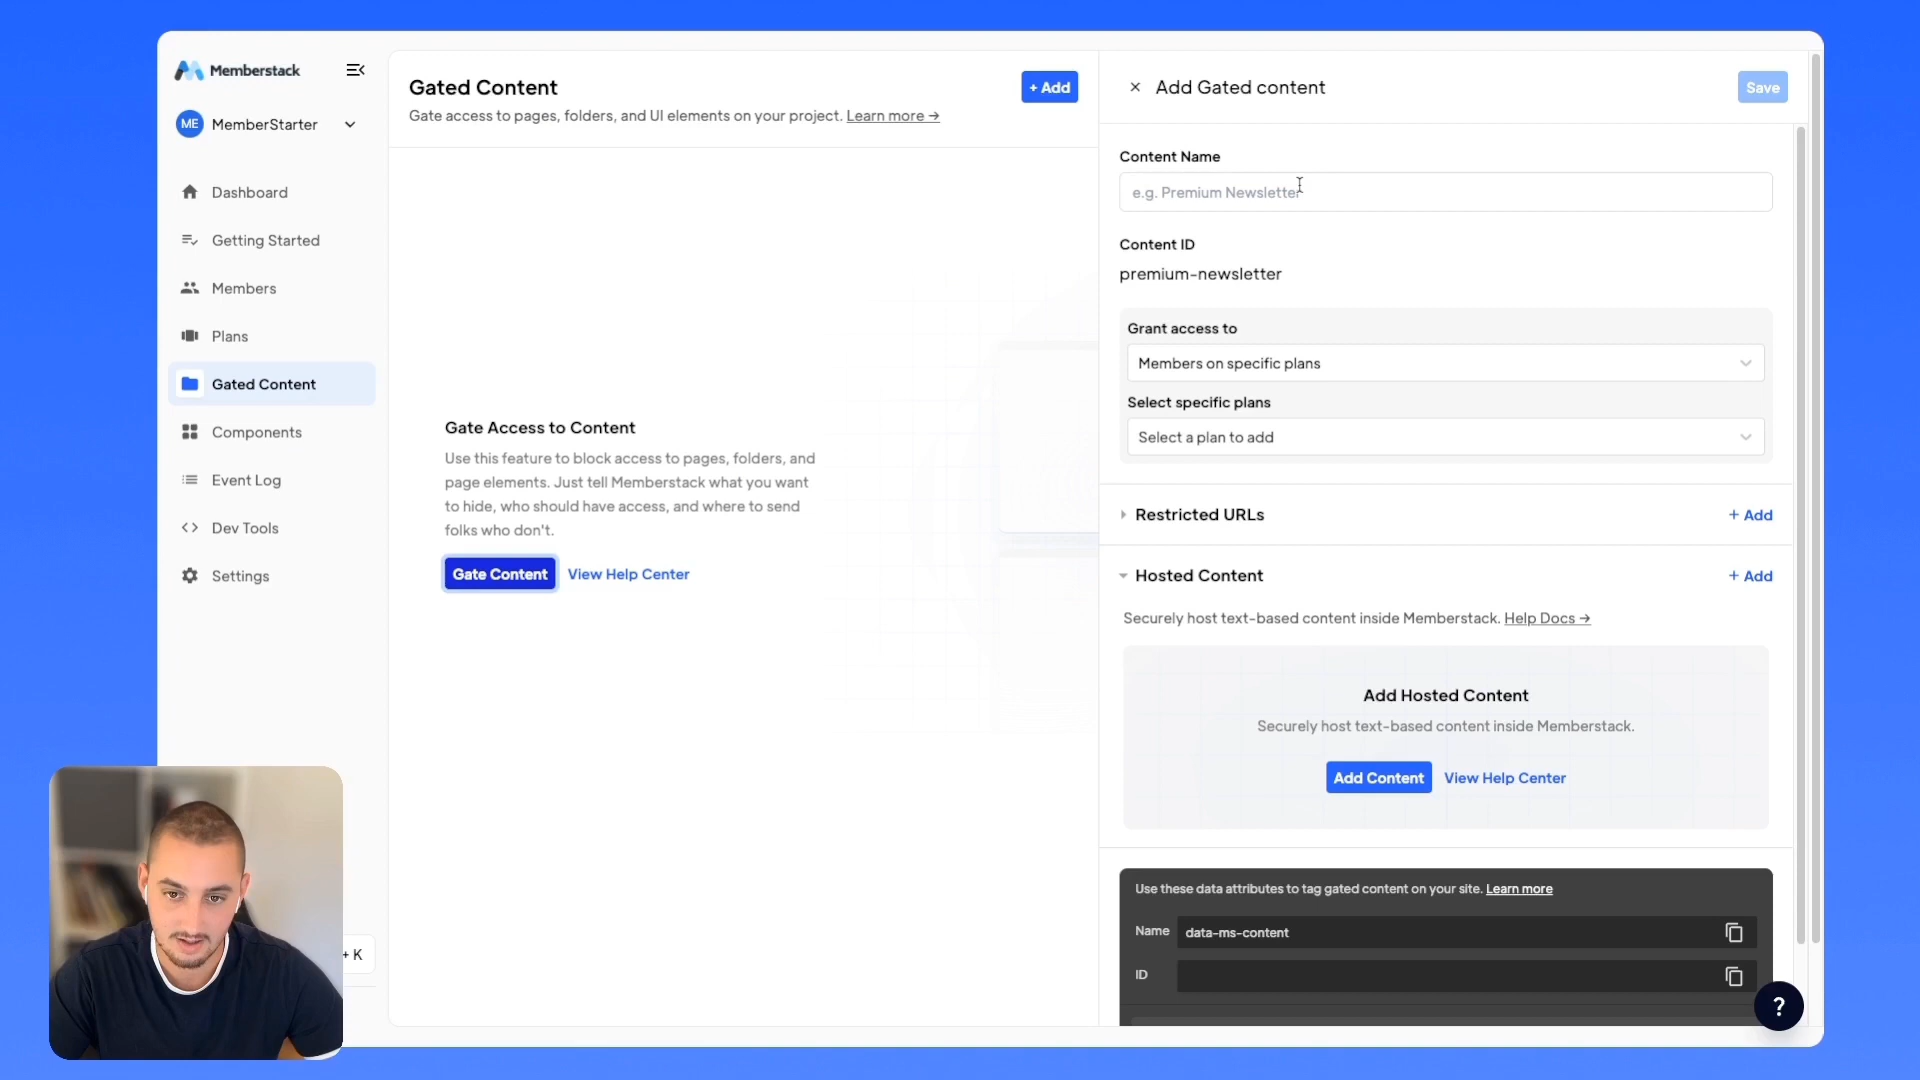 Memberstack
ME MemberStarter
Dashboard
Getting Started
Members
Plans
Gated Content
Components
Event Log
Dev Tools
Settings
+ K
Gated Content
+ Add
Gate access to pages, folders, and UI elements on your project. Learn more →
Gate Access to Content
Use this feature to block access to pages, folders, and
page elements. Just tell Memberstack what you want
to hide, who should have access, and where to send
folks who don't.
Gate Content View Help Center
× Add Gated content
Save
Content Name
e.g. Premium Newsletter
Content ID
premium-newsletter
Grant access to
Members on specific plans
Select specific plans
Select a plan to add
Restricted URLs + Add
Hosted Content + Add
Securely host text-based content inside Memberstack. Help Docs →
Add Hosted Content
Securely host text-based content inside Memberstack.
Add Content View Help Center
Use these data attributes to tag gated content on your site. Learn more
Name data-ms-content
ID
?